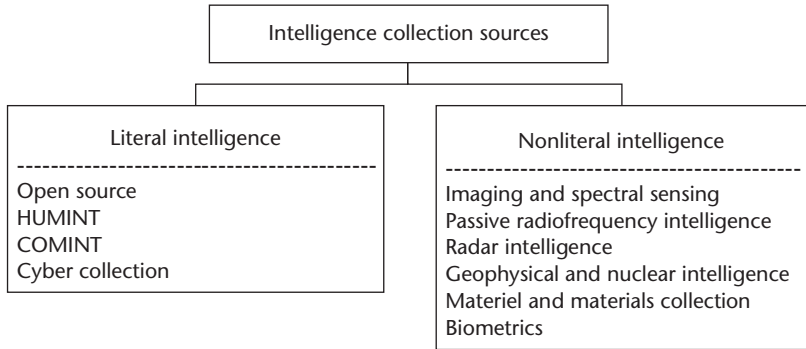 Intelligence collection sources
Literal intelligence
Open source
HUMINT
COMINT
Cyber collection
Nonliteral intelligence
Imaging and spectral sensing
Passive radiofrequency intelligence
Radar intelligence
Geophysical and nuclear intelligence
Materiel and materials collection
Biometrics